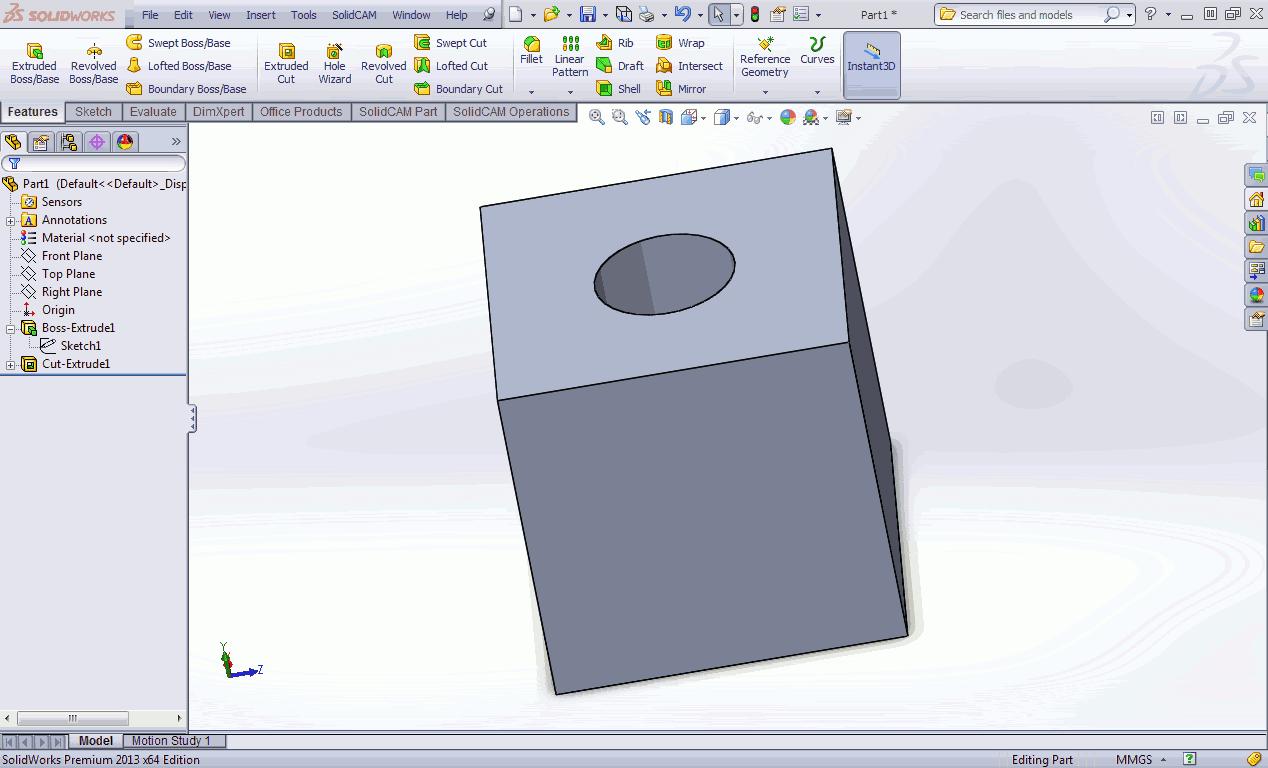 SOLIDWORKS File Edit View Insert Tools SolidCAM Window Help Part1 * Search files and models
Extruded Boss/Base
Revolved Boss/Base
Swept Boss/Base
Lofted Boss/Base
Boundary Boss/Base
Extruded Cut
Hole Wizard
Revolved Cut
Swept Cut
Lofted Cut
Boundary Cut
Fillet
Linear Pattern
Rib
Draft
Shell
Wrap
Intersect
Mirror
Reference Geometry
Curves
Instant3D
Features Sketch Evaluate DimXpert Office Products SolidCAM Part SolidCAM Operations
Part1 (Default<<Default>_Disp
Sensors
Annotations
Material <not specified>
Front Plane
Top Plane
Right Plane
Origin
Boss-Extrude1
Sketch1
Cut-Extrude1
Y
Z
Model Motion Study 1
SolidWorks Premium 2013 x64 Edition Editing Part MMGS